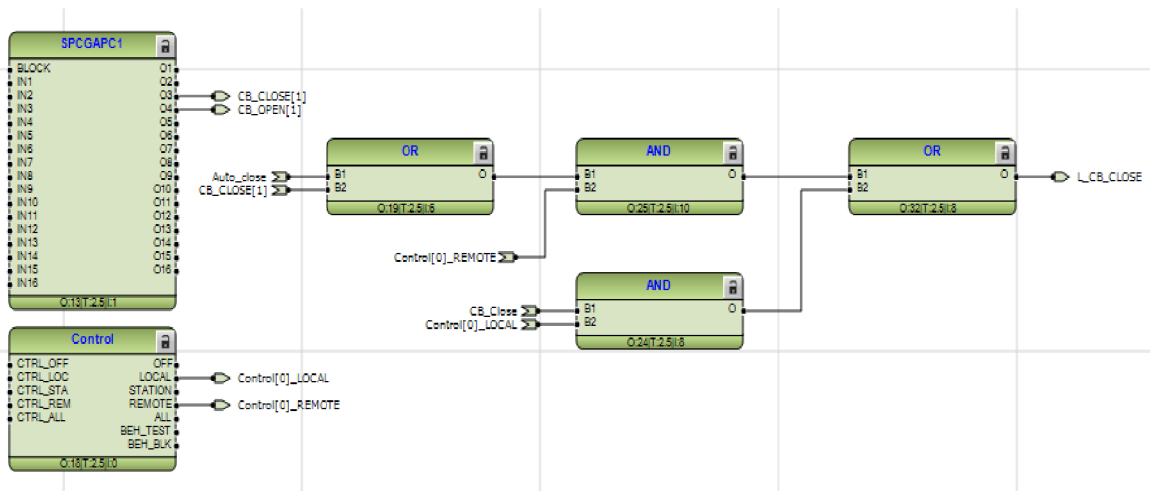 SPCGAPC1
BLOCK O1
IN1 O2
IN2 O3 CB_CLOSE[1]
IN3 O4 CB_OPEN[1]
IN4 O5
IN5 O6
IN6 O7
IN7 O8
IN8 O9
IN9 O10
IN10 O11
IN11 O12
IN12 O13
IN13 O14
IN14 O15
IN15 O16
IN16
O:13|T:2.5|I:1
OR
Auto_close B1 O
CB_CLOSE[1] B2
O:19|T:2.5|I:6
AND
B1 O
B2
O:25|T:2.5|I:10
Control[0]_REMOTE
OR
B1 O L_CB_CLOSE
B2
O:32|T:2.5|I:8
AND
CB_Close B1 O
Control[0]_LOCAL B2
O:24|T:2.5|I:8
Control
CTRL_OFF OFF
CTRL_LOC LOCAL Control[0]_LOCAL
CTRL_STA STATION
CTRL_REM REMOTE Control[0]_REMOTE
CTRL_ALL ALL
BEH_TEST
BEH_BLK
O:18|T:2.5|I:0